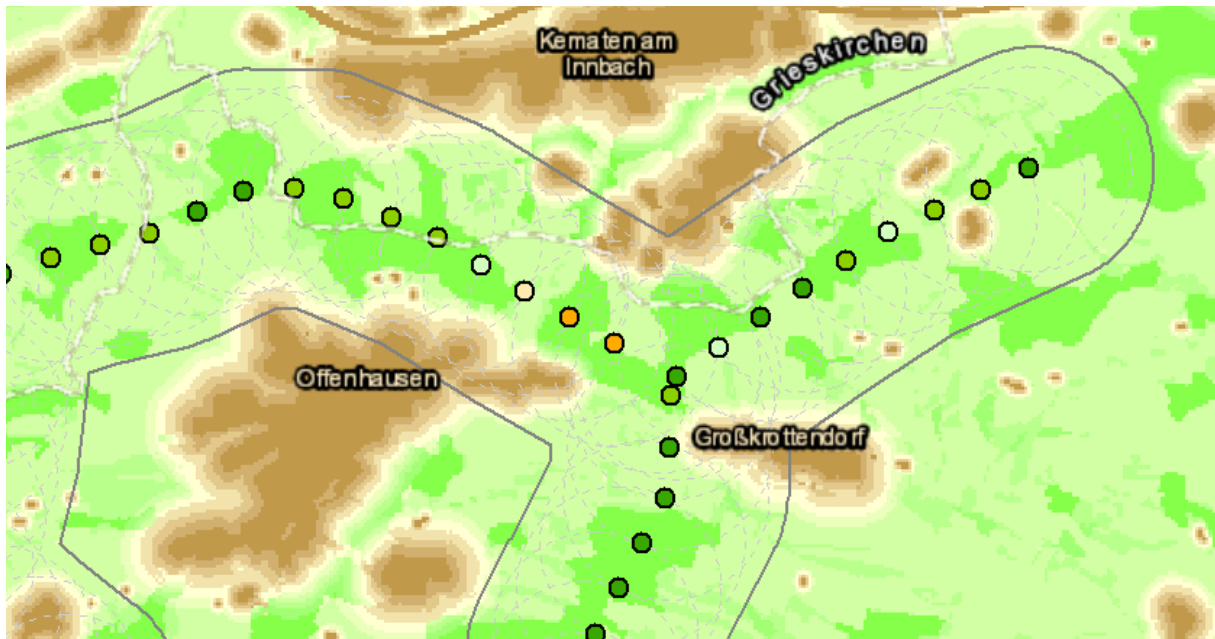 Kematen am
Innbach
Grieskirchen
Offenhausen
Großkrottendorf